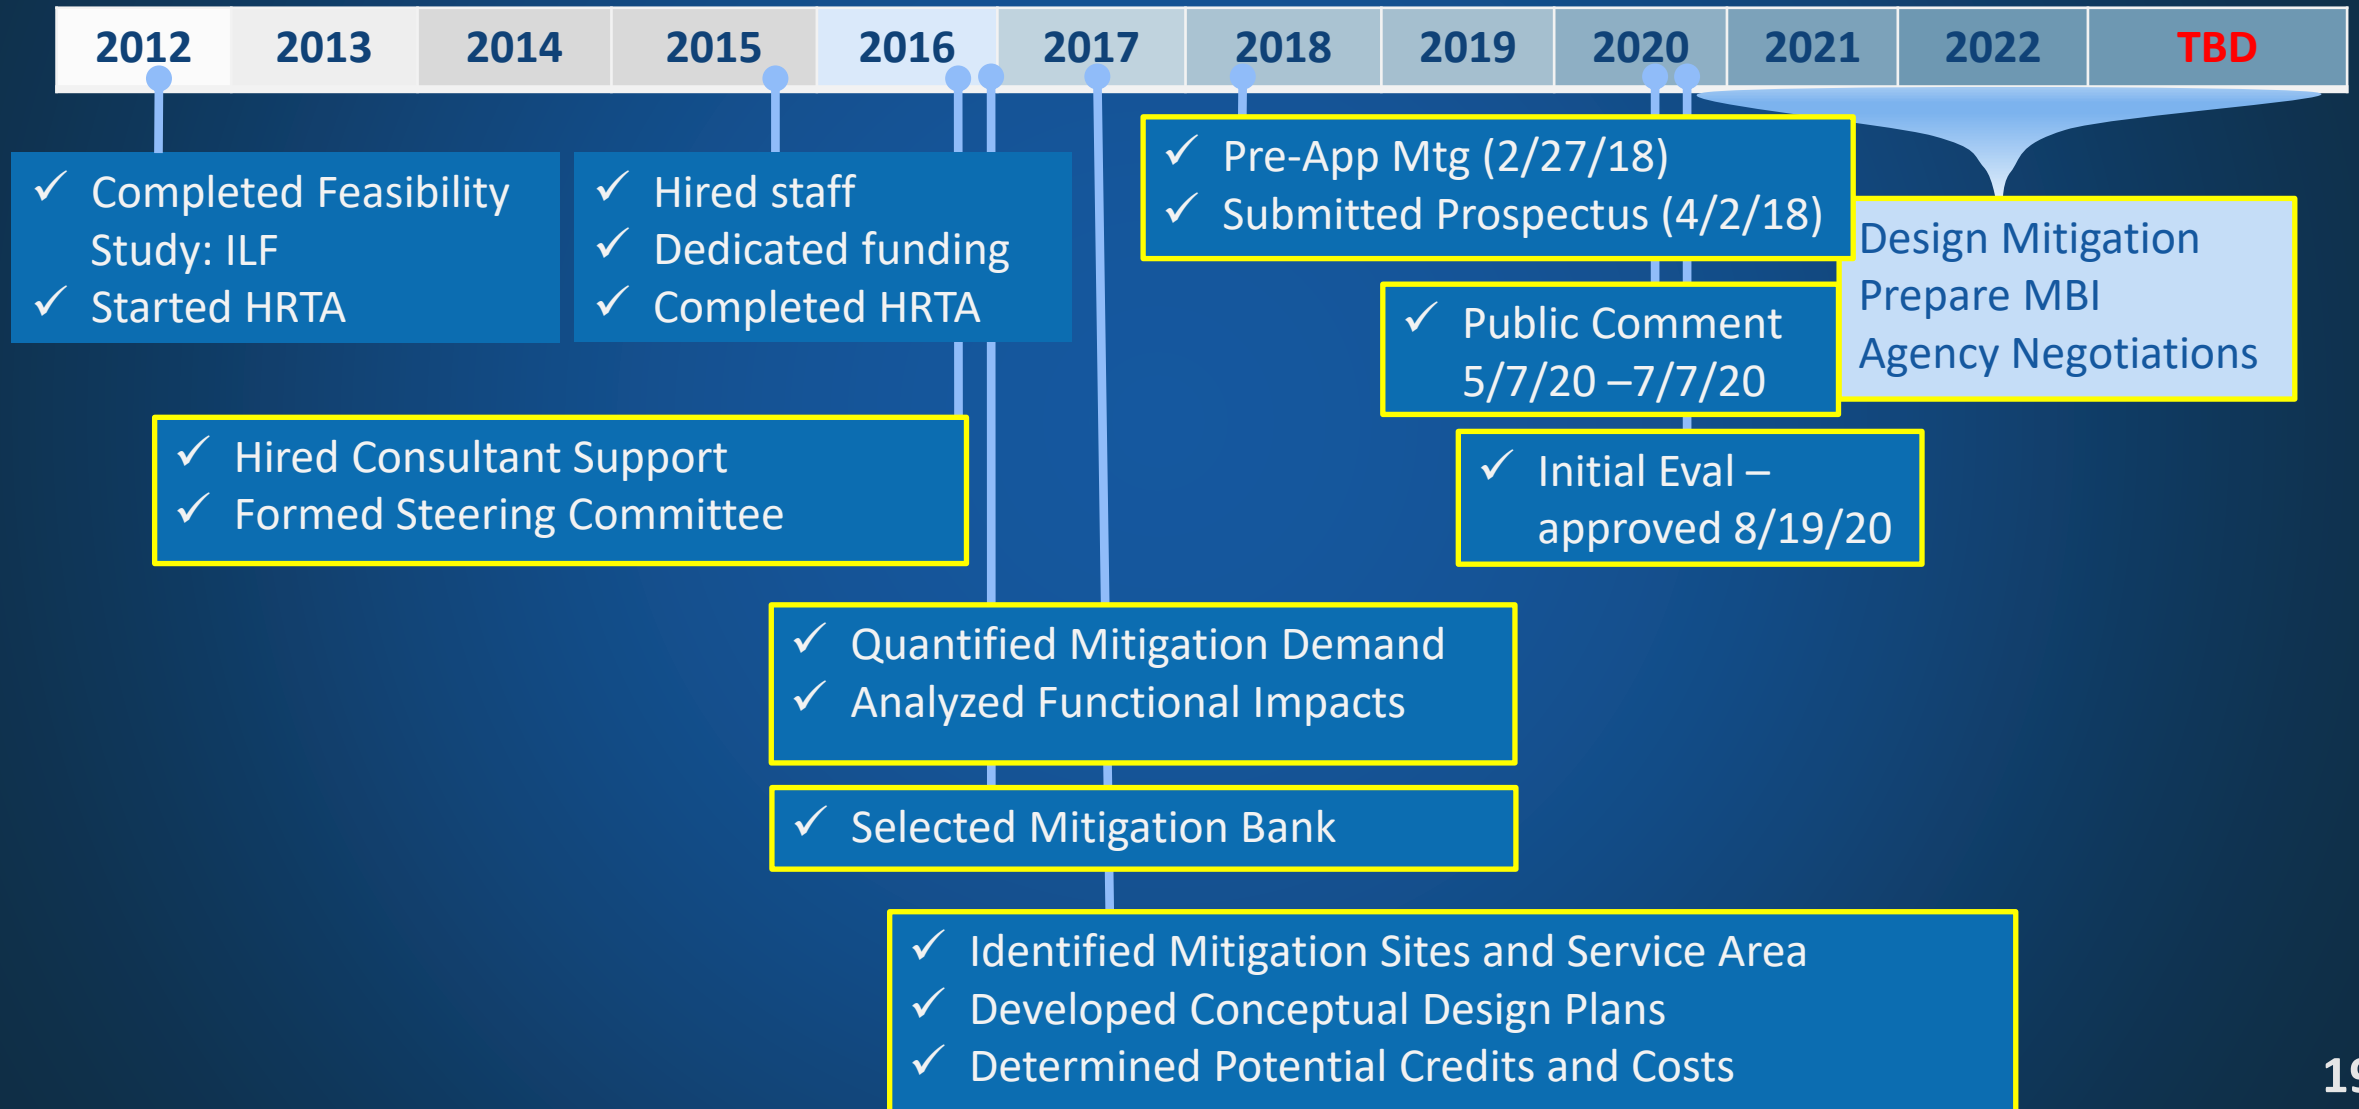 2012 2013 2014 2015 2016 2017 2018 2019 2020 2021 2022 TBD
✓ Completed Feasibility
Study: ILF
✓ Started HRTA
✓ Hired staff
✓ Dedicated funding
✓ Completed HRTA
✓ Pre-App Mtg (2/27/18)
✓ Submitted Prospectus (4/2/18)
Design Mitigation
Prepare MBI
Agency Negotiations
✓ Public Comment
5/7/20 –7/7/20
✓ Hired Consultant Support
✓ Formed Steering Committee
✓ Initial Eval –
approved 8/19/20
✓ Quantified Mitigation Demand
✓ Analyzed Functional Impacts
✓ Selected Mitigation Bank
✓ Identified Mitigation Sites and Service Area
✓ Developed Conceptual Design Plans
✓ Determined Potential Credits and Costs
19